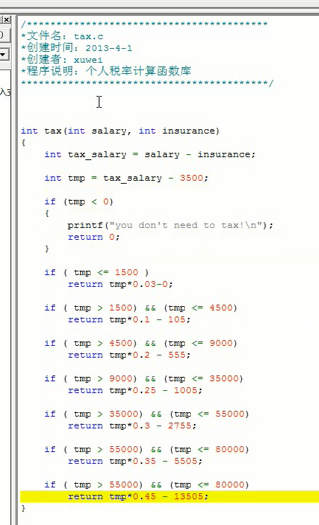 /****************************************
*文件名: tax.c
*创建时间: 2013-4-1
*创建者: xuwei
*程序说明: 个人税率计算函数库
****************************************/
int tax(int salary, int insurance)
{
int tax_salary = salary - insurance;
int tmp = tax_salary - 3500;
if (tmp < 0)
{
printf("you don't need to tax!\n");
return 0;
}
if ( tmp <= 1500 )
return tmp*0.03-0;
if ( tmp > 1500) && (tmp <= 4500)
return tmp*0.1 - 105;
if ( tmp > 4500) && (tmp <= 9000)
return tmp*0.2 - 555;
if ( tmp > 9000) && (tmp <= 35000)
return tmp*0.25 - 1005;
if ( tmp > 35000) && (tmp <= 55000)
return tmp*0.3 - 2755;
if ( tmp > 55000) && (tmp <= 80000)
return tmp*0.35 - 5505;
if ( tmp > 55000) && (tmp <= 80000)
return tmp*0.45 - 13505;
}